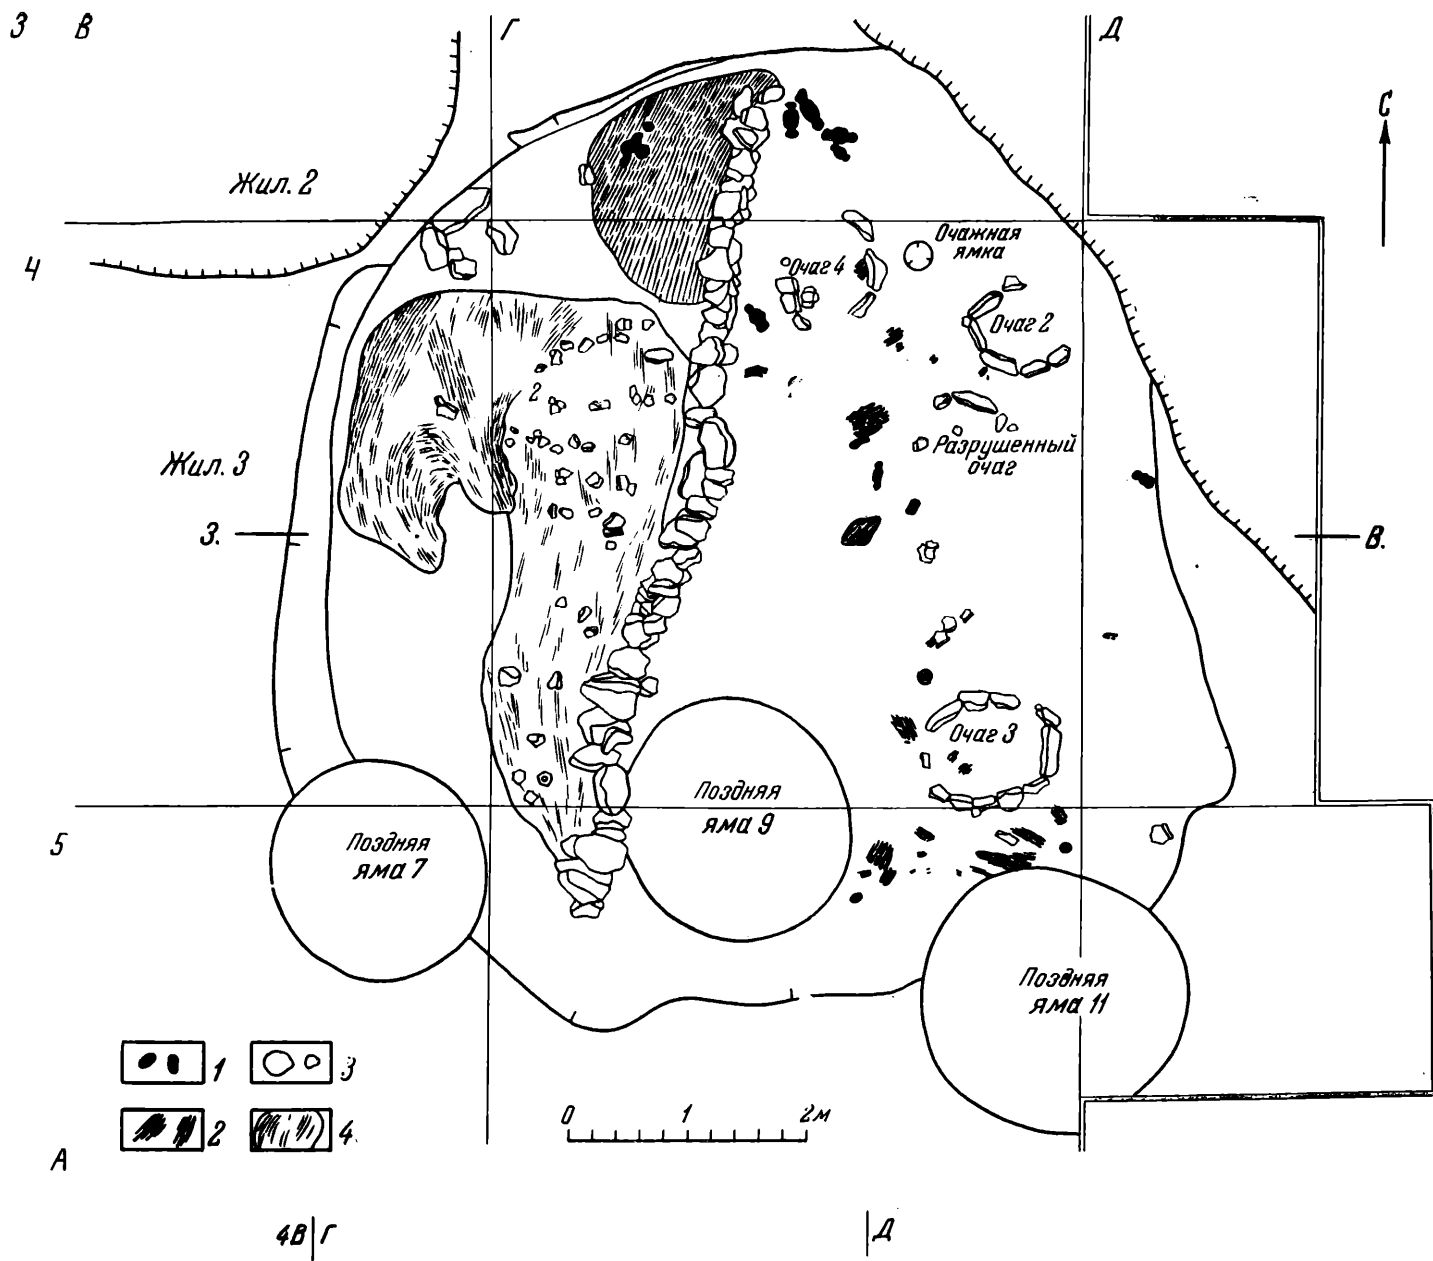 3 В Г Д
С
Жил. 2
4
Очажная
ямка
Очаг 4
Очаг 2
2
Разрушенный
очаг
Жил. 3
З. В.
Очаг 3
Поздняя
яма 9
5
Поздняя
яма 7
Поздняя
яма 11
1 3
2 4
0 1 2м
А
4В Г Д